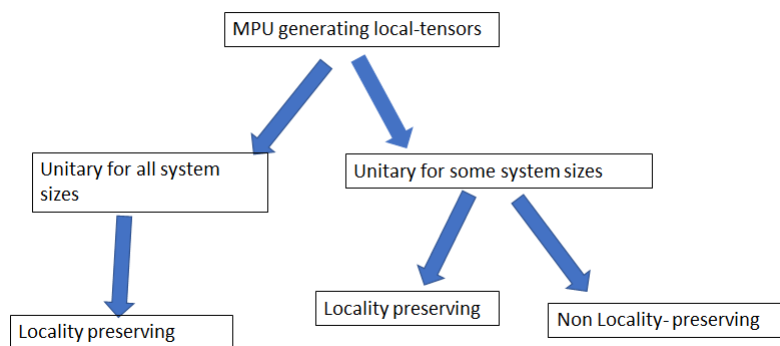 MPU generating local-tensors
Unitary for all system
sizes
Unitary for some system sizes
Locality preserving
Locality preserving
Non Locality- preserving